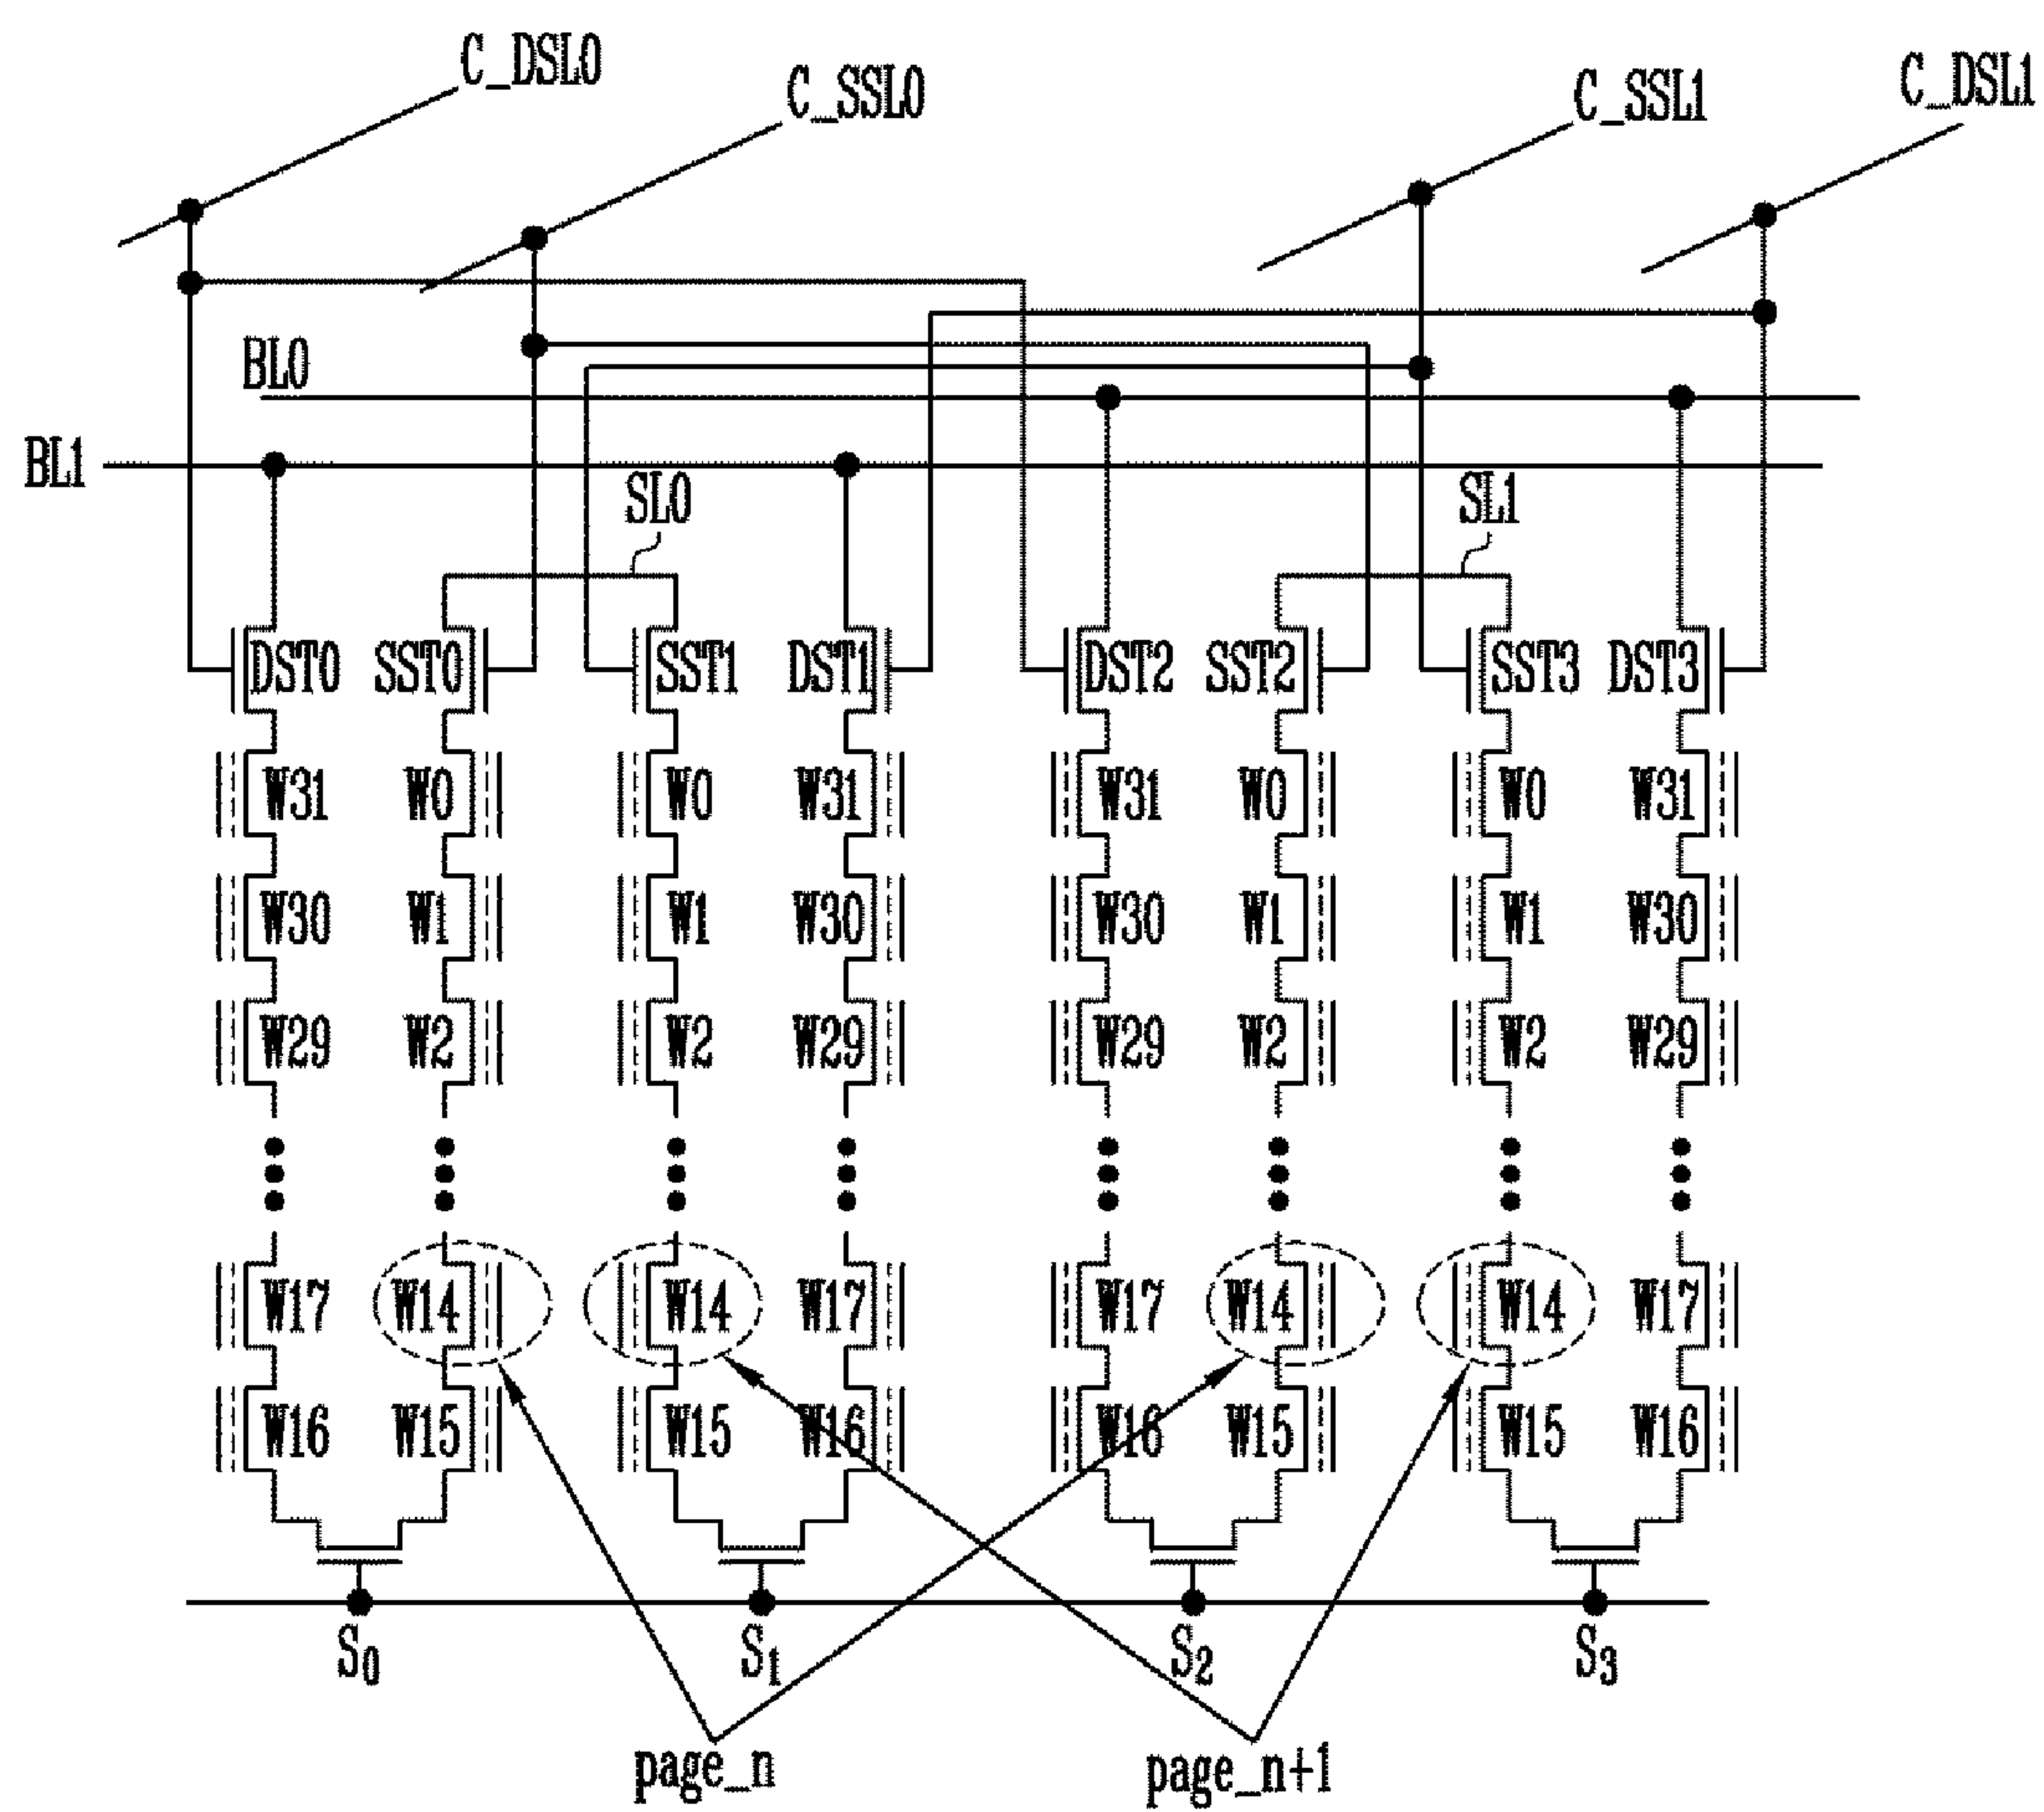 C_DSL0
C_SSL0
C_SSL1
C_DSL1
BL0
BL1
SL0
SL1
DST0 SST0 SST1 DST1 DST2 SST2 SST3 DST3
W31 W0 W0 W31 W31 W0 W0 W31
W30 W1 W1 W30 W30 W1 W1 W30
W29 W2 W2 W29 W29 W2 W2 W29
W17 W14 W14 W17 W17 W14 W14 W17
W16 W15 W15 W16 W16 W15 W15 W16
S0 S1 S2 S3
page_n page_n+1